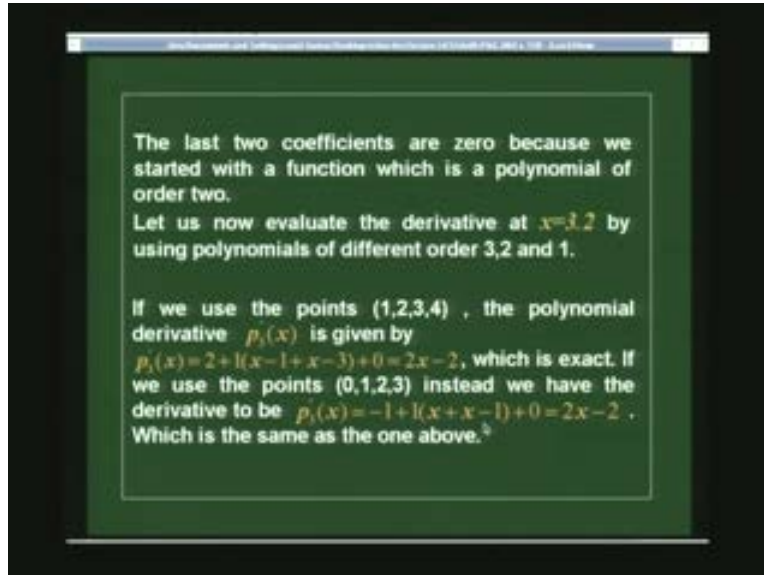 The last two coefficients are zero because we
started with a function which is a polynomial of
order two.
Let us now evaluate the derivative at x=3.2 by
using polynomials of different order 3,2 and 1.
If we use the points (1,2,3,4) , the polynomial
derivative p₃(x) is given by
p₃(x)=2+1(x−1+x−3)+0=2x−2, which is exact. If
we use the points (0,1,2,3) instead we have the
derivative to be p₃(x)=−1+1(x+x−1)+0=2x−2 .
Which is the same as the one above.